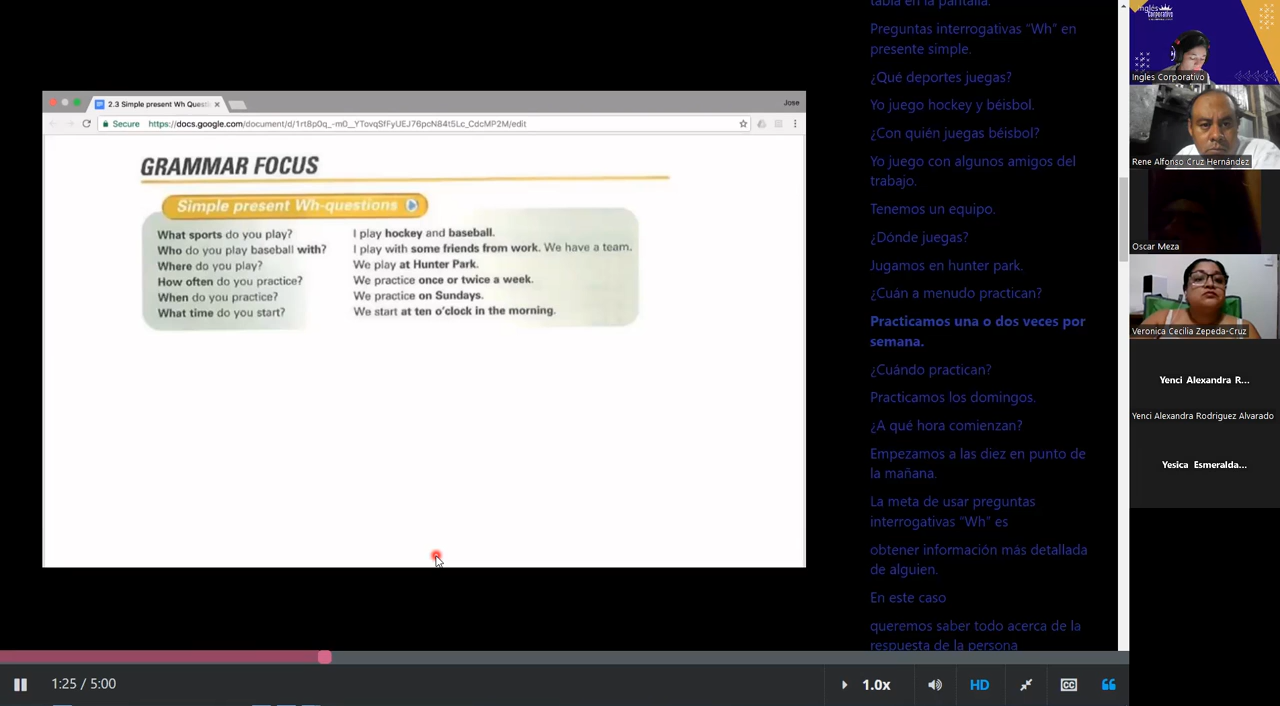 2.3 Simple present Wh Questi
Jose
Secure
https://docs.google.com/document/d/1rt8p0q_-m0__YTovqSfFyUEJ76pcN84t5Lc_CdcMP2M/edit
GRAMMAR FOCUS
Simple present Wh-questions
What sports do you play? I play hockey and baseball.
Who do you play baseball with? I play with some friends from work. We have a team.
Where do you play? We play at Hunter Park.
How often do you practice? We practice once or twice a week.
When do you practice? We practice on Sundays.
What time do you start? We start at ten o'clock in the morning.
tabla en la pantalla.
Preguntas interrogativas “Wh” en
presente simple.
¿Qué deportes juegas?
Yo juego hockey y béisbol.
¿Con quién juegas béisbol?
Yo juego con algunos amigos del
trabajo.
Tenemos un equipo.
¿Dónde juegas?
Jugamos en hunter park.
¿Cuán a menudo practican?
Practicamos una o dos veces por
semana.
¿Cuándo practican?
Practicamos los domingos.
¿A qué hora comienzan?
Empezamos a las diez en punto de
la mañana.
La meta de usar preguntas
interrogativas “Wh” es
obtener información más detallada
de alguien.
En este caso
queremos saber todo acerca de la
respuesta de la persona
Inglés
Corporativo
Ingles Corporativo
Rene Alfonso Cruz Hernández
Oscar Meza
Veronica Cecilia Zepeda-Cruz
Yenci Alexandra R...
Yenci Alexandra Rodriguez Alvarado
Yesica Esmeralda...
1:25 / 5:00
1.0x
HD
CC